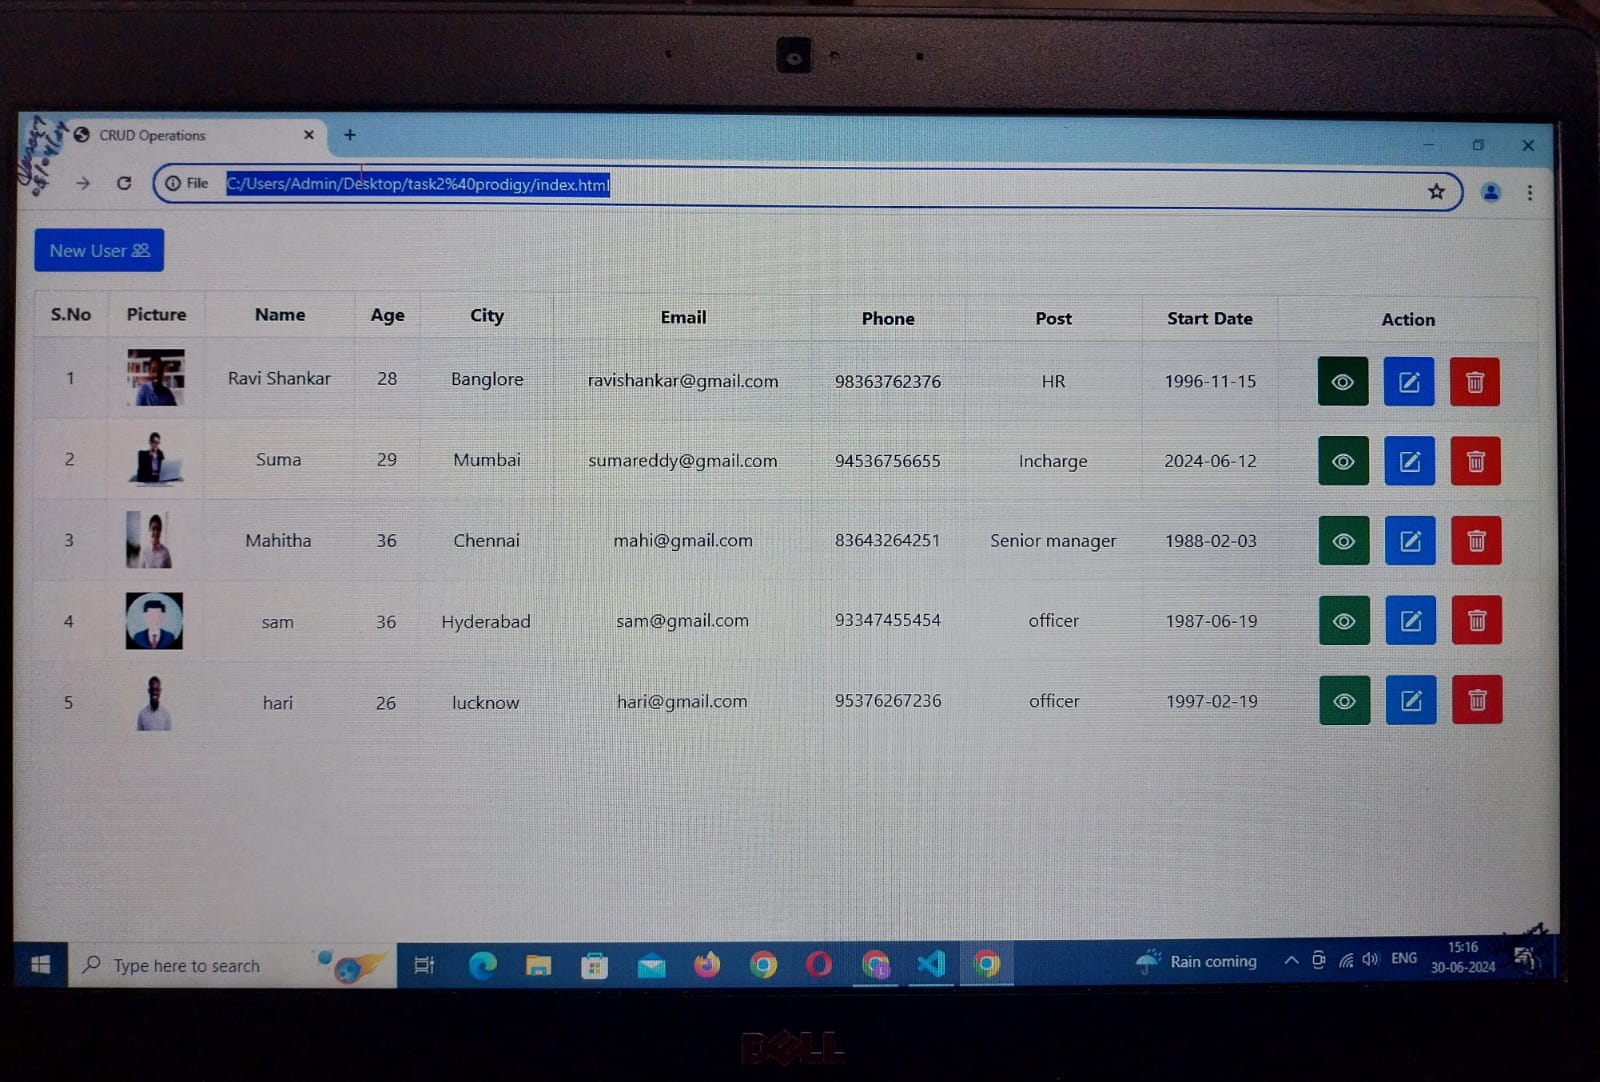 CRUD Operations
File C:/Users/Admin/Desktop/task2%40prodigy/index.html
New User
S.No Picture Name Age City Email Phone Post Start Date Action
1 Ravi Shankar 28 Banglore ravishankar@gmail.com 98363762376 HR 1996-11-15
2 Suma 29 Mumbai sumareddy@gmail.com 94536756655 Incharge 2024-06-12
3 Mahitha 36 Chennai mahi@gmail.com 83643264251 Senior manager 1988-02-03
4 sam 36 Hyderabad sam@gmail.com 93347455454 officer 1987-06-19
5 hari 26 lucknow hari@gmail.com 95376267236 officer 1997-02-19
Type here to search Rain coming ENG 15:16
30-06-2024
DELL